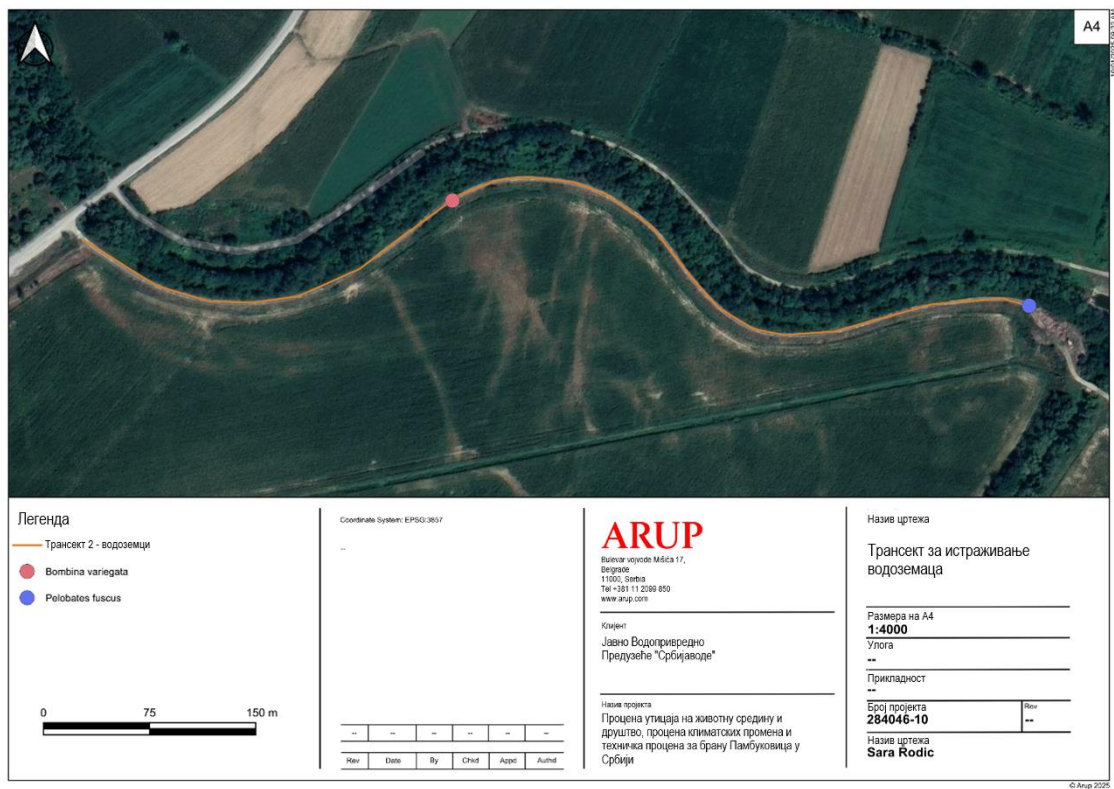 A4
Легенда
Трансект 2 - водоземци
Bombina variegata
Pelobates fuscus
0 75 150 m
Coordinate System: EPSG:3857
--
-- -- -- -- -- --
Rev Date By Chkd Appd Authd
ARUP
Bulevar vojvode Mišića 17,
Belgrade
11000, Serbia
Tel +381 11 2099 850
www.arup.com
Клијент
Јавно Водопривредно
Предузеће "Србијаводе"
Назив пројекта
Процена утицаја на животну средину и
друштво, процена климатских промена и
техничка процена за брану Памбуковица у
Србији
Назив цртежа
Трансект за истраживање
водоземаца
Размера на А4
1:4000
Улога
--
Прикладност
--
Број пројекта
284046-10
Rev
--
Назив цртежа
Sara Rodic
© Arup 2025